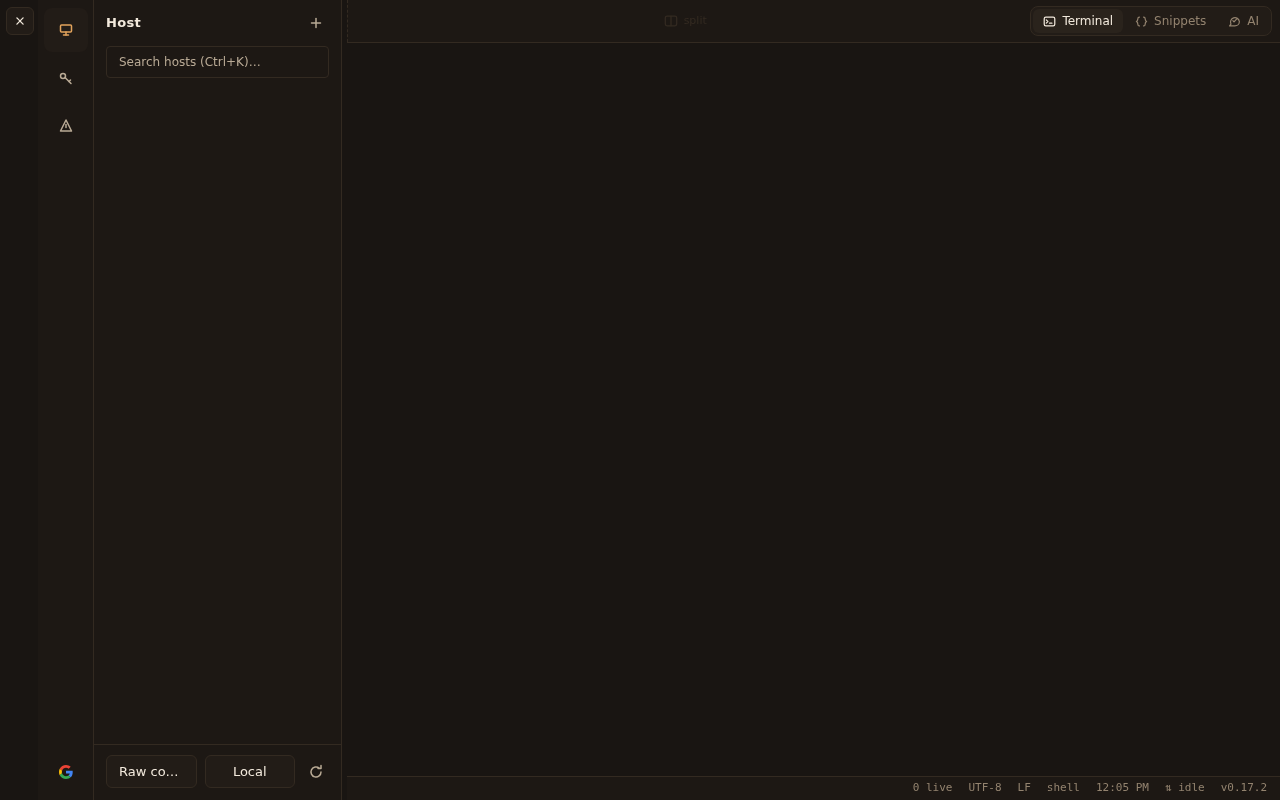 Host
split
Terminal
Snippets
AI
Search hosts (Ctrl+K)…
Raw co…
Local
0 live
UTF-8
LF
shell
12:05 PM
⇅ idle
v0.17.2